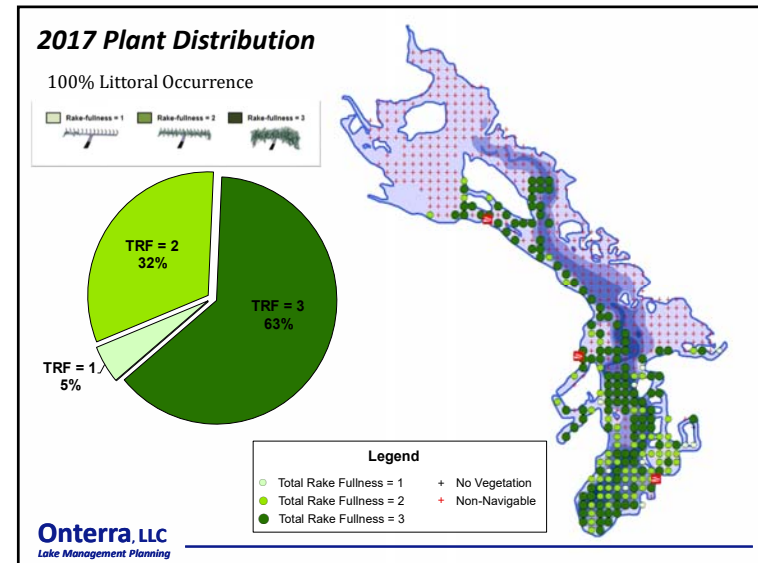 2017 Plant Distribution
100% Littoral Occurrence
Rake-fullness = 1 Rake-fullness = 2 Rake-fullness = 3
TRF = 2
32%
TRF = 3
63%
TRF = 1
5%
Legend
Total Rake Fullness = 1
Total Rake Fullness = 2
Total Rake Fullness = 3
+ No Vegetation
+ Non-Navigable
Onterra, LLC
Lake Management Planning